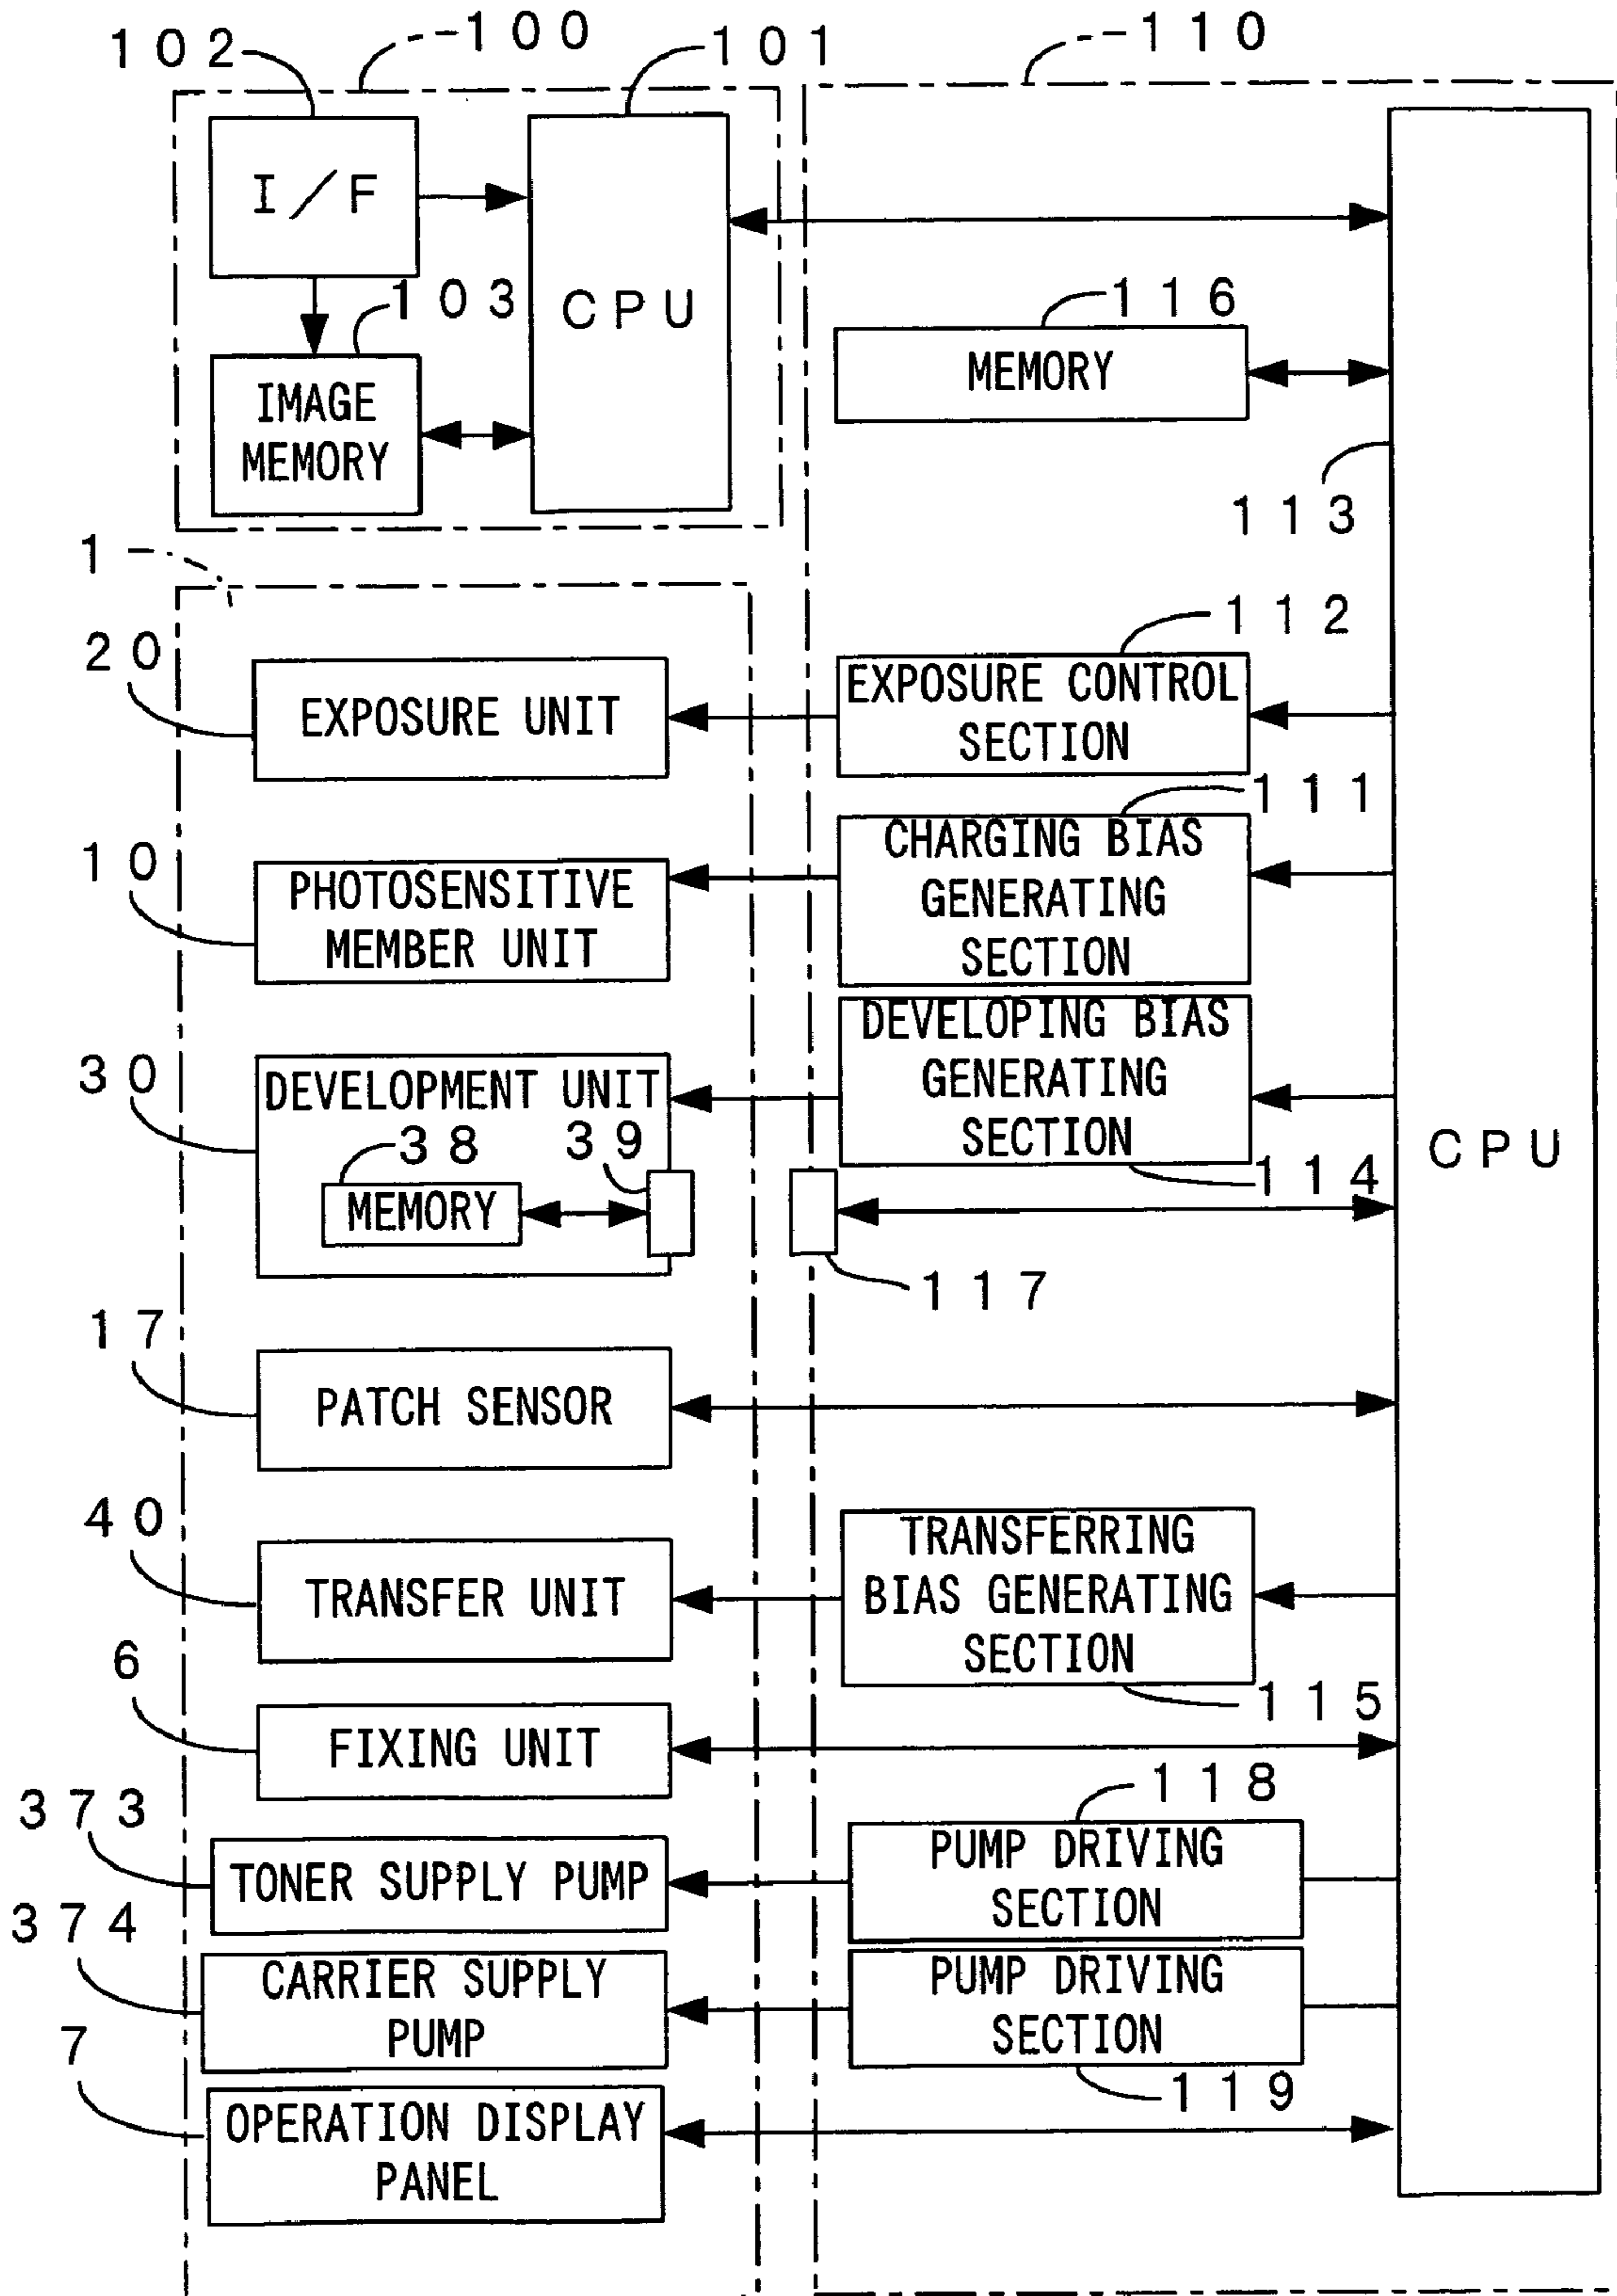 102
100
101
110
I/F
103
CPU
IMAGE
MEMORY
116
MEMORY
113
1
20
EXPOSURE UNIT
112
EXPOSURE CONTROL
SECTION
10
PHOTOSENSITIVE
MEMBER UNIT
111
CHARGING BIAS
GENERATING
SECTION
30
DEVELOPMENT UNIT
38
39
MEMORY
DEVELOPING BIAS
GENERATING
SECTION
114
CPU
117
17
PATCH SENSOR
40
TRANSFER UNIT
TRANSFERRING
BIAS GENERATING
SECTION
115
6
FIXING UNIT
118
373
TONER SUPPLY PUMP
PUMP DRIVING
SECTION
374
CARRIER SUPPLY
PUMP
PUMP DRIVING
SECTION
119
7
OPERATION DISPLAY
PANEL